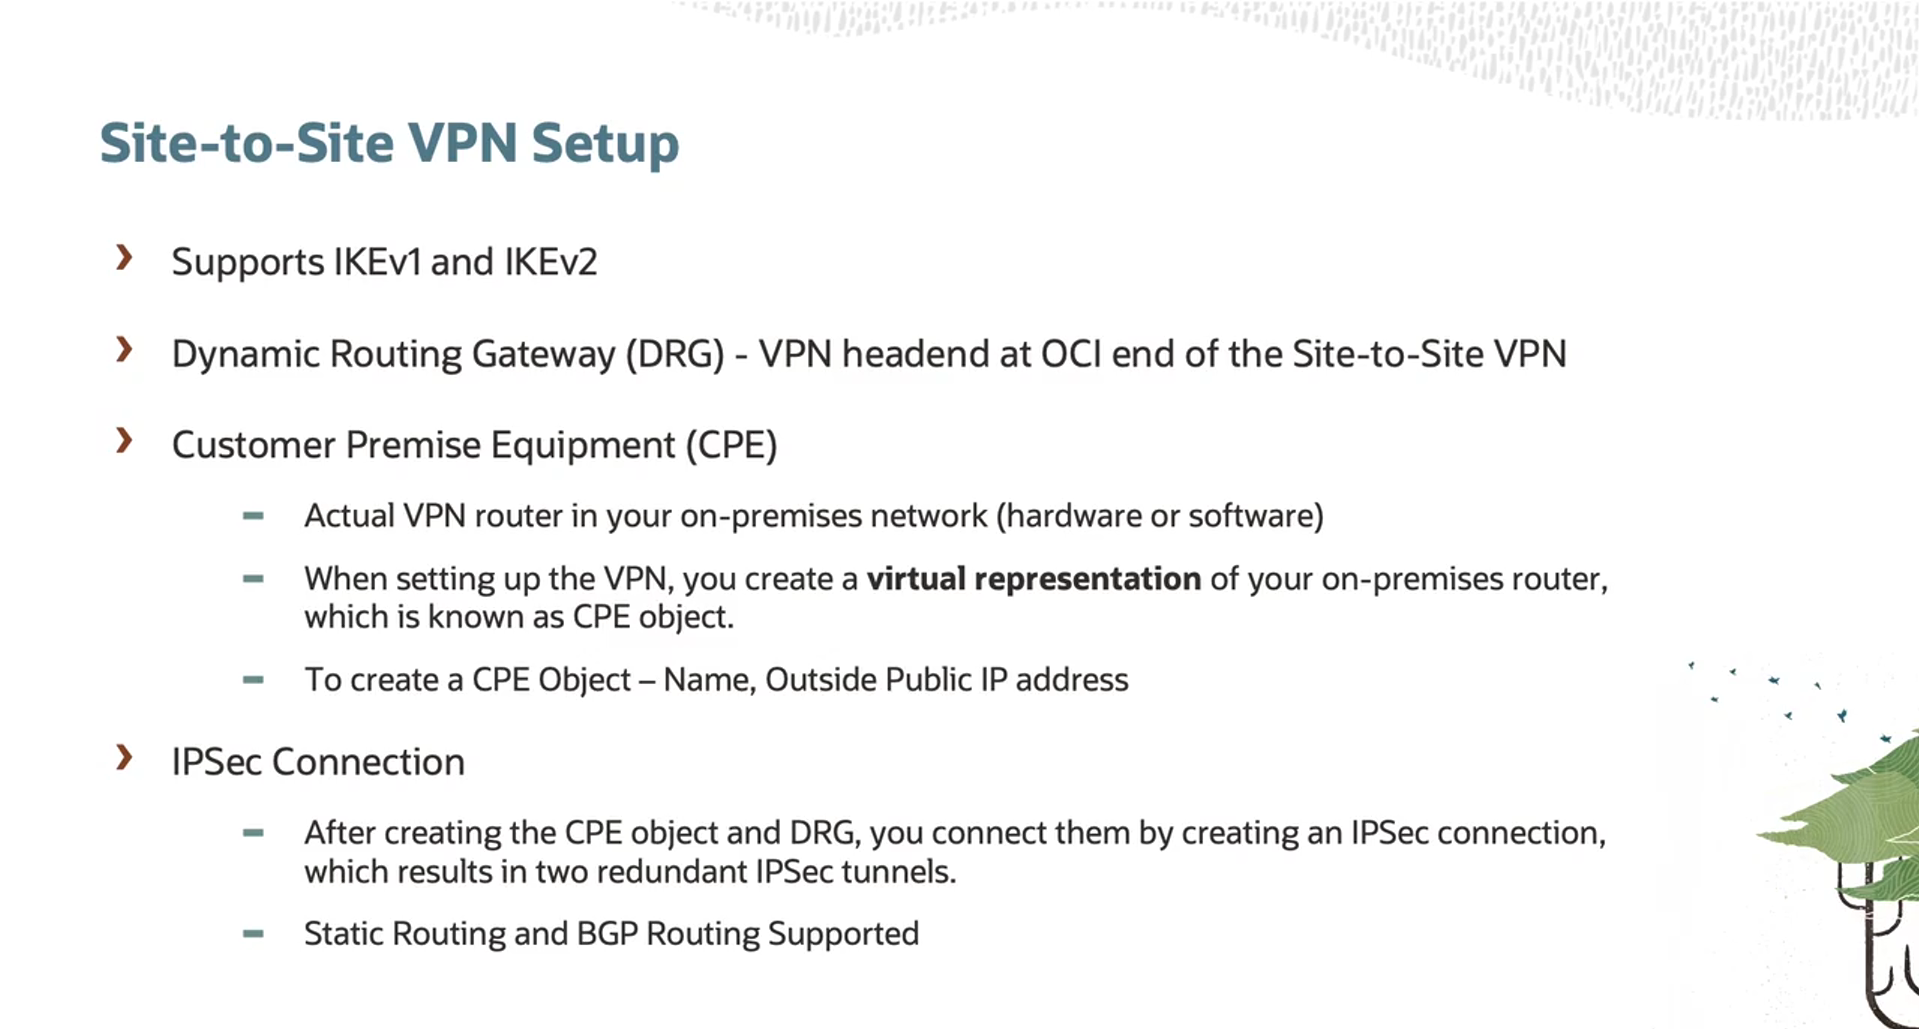 Site-to-Site VPN Setup
› Supports IKEv1 and IKEv2
› Dynamic Routing Gateway (DRG) - VPN headend at OCI end of the Site-to-Site VPN
› Customer Premise Equipment (CPE)
– Actual VPN router in your on-premises network (hardware or software)
– When setting up the VPN, you create a virtual representation of your on-premises router,
which is known as CPE object.
– To create a CPE Object – Name, Outside Public IP address
› IPSec Connection
– After creating the CPE object and DRG, you connect them by creating an IPSec connection,
which results in two redundant IPSec tunnels.
– Static Routing and BGP Routing Supported